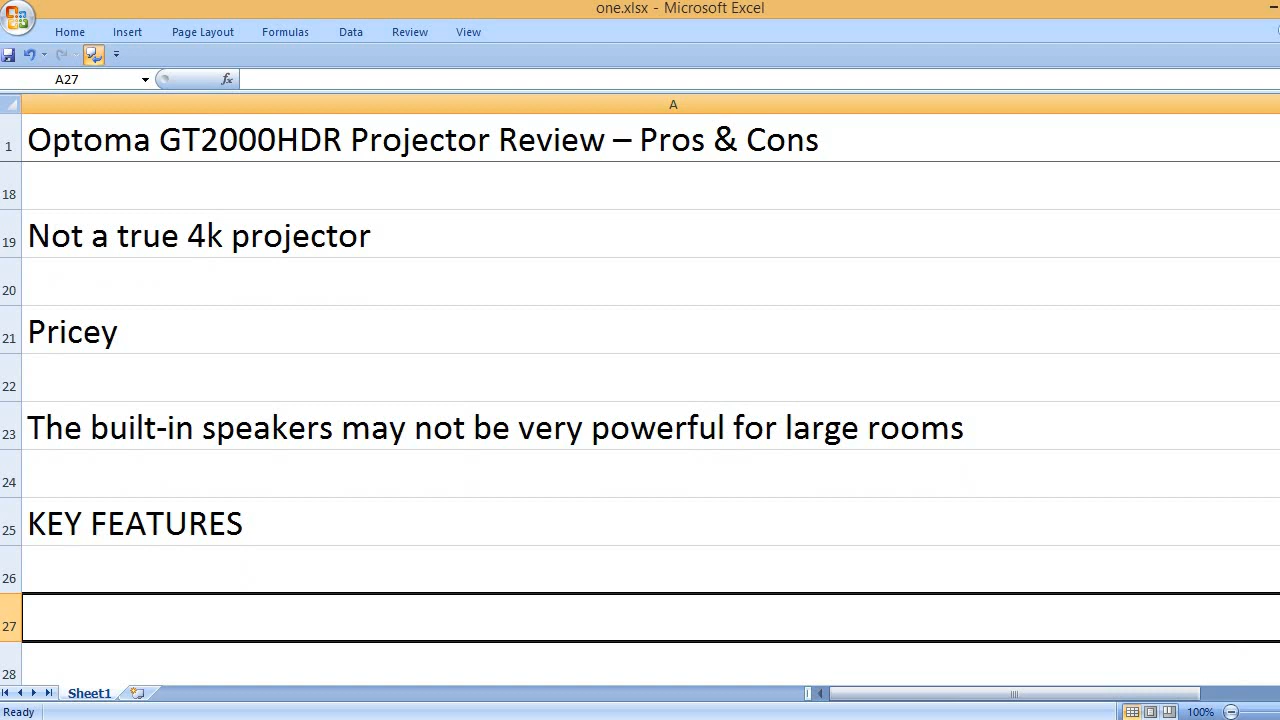 one.xlsx - Microsoft Excel
Home Insert Page Layout Formulas Data Review View
A27 fx
A
1 Optoma GT2000HDR Projector Review – Pros & Cons
18
19 Not a true 4k projector
20
21 Pricey
22
23 The built-in speakers may not be very powerful for large rooms
24
25 KEY FEATURES
26
27
28
Sheet1
Ready 100%